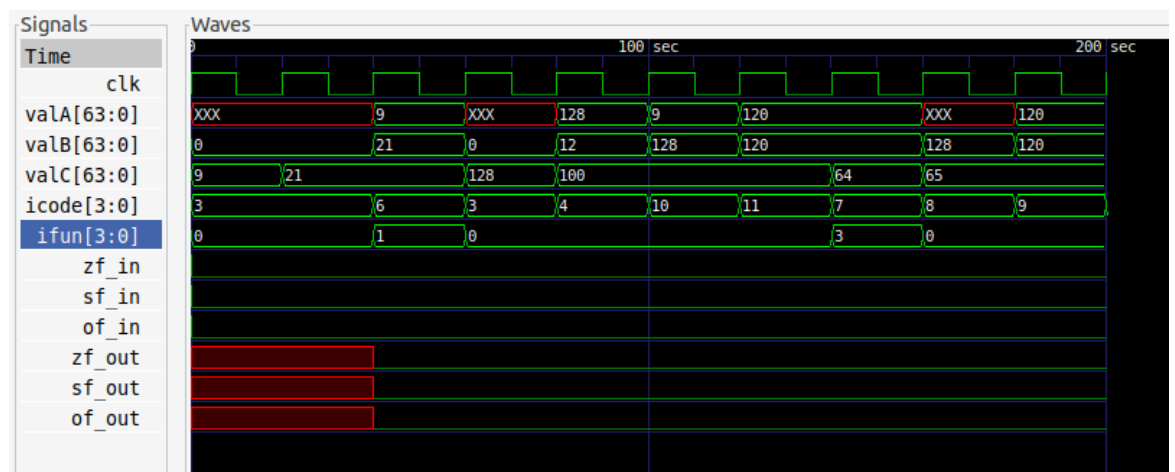 Signals
Waves
Time
0 100 sec 200 sec
clk
valA[63:0] XXX 9 XXX 128 9 120 XXX 120
valB[63:0] 0 21 0 12 128 120 128 120
valC[63:0] 9 21 128 100 64 65
icode[3:0] 3 6 3 4 10 11 7 8 9
ifun[3:0] 0 1 0 3 0
zf_in
sf_in
of_in
zf_out
sf_out
of_out